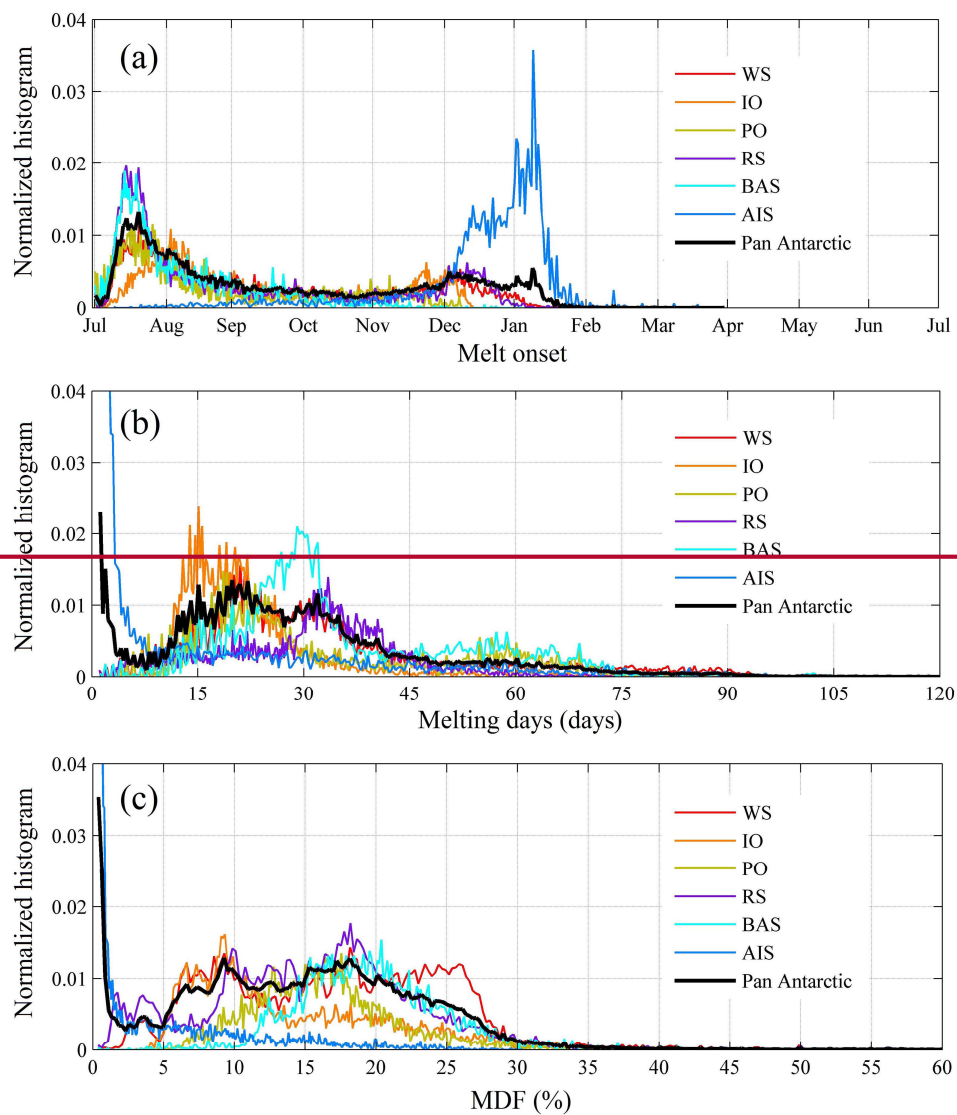 0.04
(a)
WS
IO
0.03
PO
RS
0.02
BAS
AIS
Pan Antarctic
0.01
0
Normalized histogram
Jul Aug Sep Oct Nov Dec Jan Feb Mar Apr May Jun Jul
Melt onset
0.04
(b)
WS
IO
0.03
PO
RS
0.02
BAS
AIS
Pan Antarctic
0.01
0
Normalized histogram
0 15 30 45 60 75 90 105 120
Melting days (days)
0.04
(c)
WS
IO
0.03
PO
RS
0.02
BAS
AIS
Pan Antarctic
0.01
0
Normalized histogram
0 5 10 15 20 25 30 35 40 45 50 55 60
MDF (%)